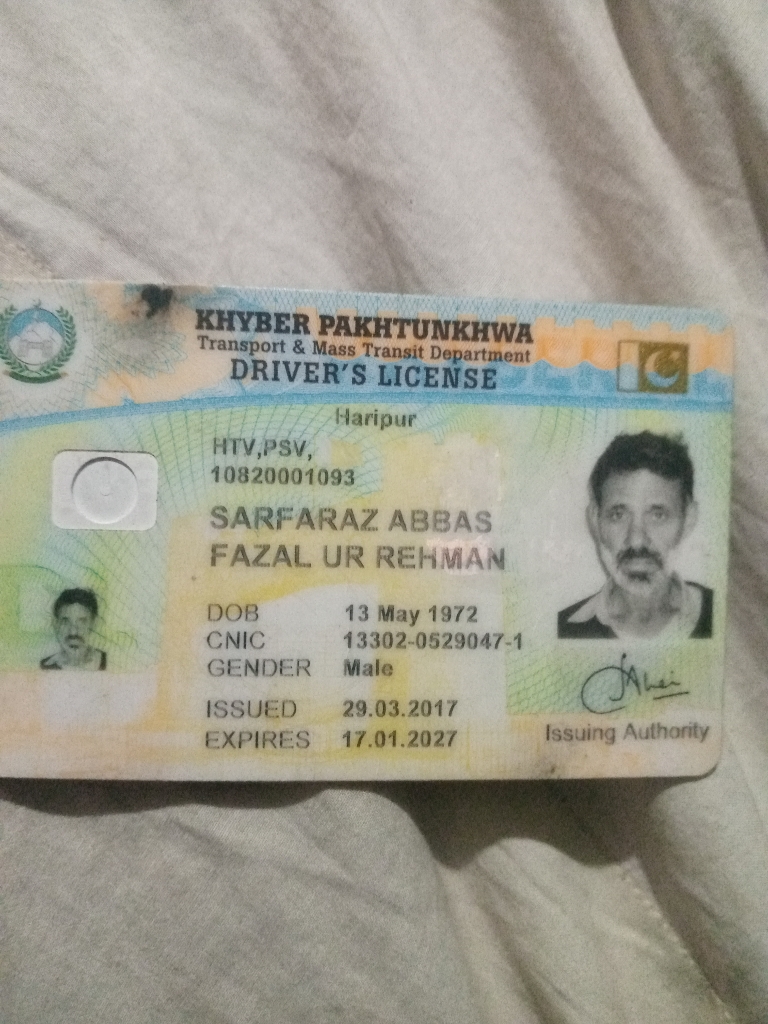 KHYBER PAKHTUNKHWA
Transport & Mass Transit Department
DRIVER'S LICENSE
Haripur
HTV,PSV,
10820001093
SARFARAZ ABBAS
FAZAL UR REHMAN
DOB 13 May 1972
CNIC 13302-0529047-1
GENDER Male
ISSUED 29.03.2017
EXPIRES 17.01.2027
Issuing Authority